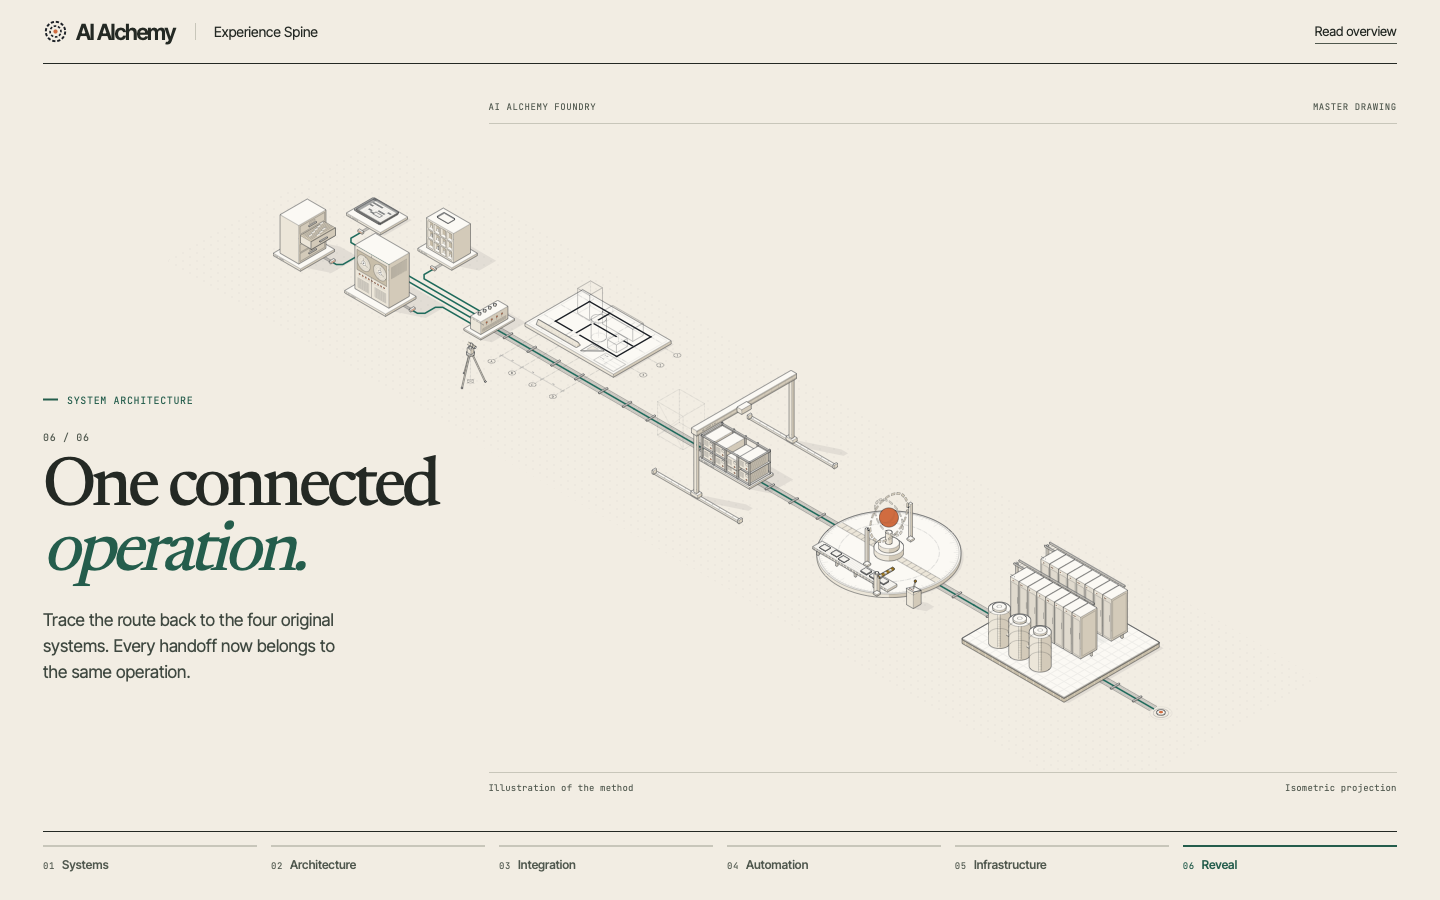 AI Alchemy
Experience Spine
Read overview
AI ALCHEMY FOUNDRY
MASTER DRAWING
SYSTEM ARCHITECTURE
06 / 06
One connected
operation.
Trace the route back to the four original
systems. Every handoff now belongs to
the same operation.
Illustration of the method
Isometric projection
01 Systems
02 Architecture
03 Integration
04 Automation
05 Infrastructure
06 Reveal